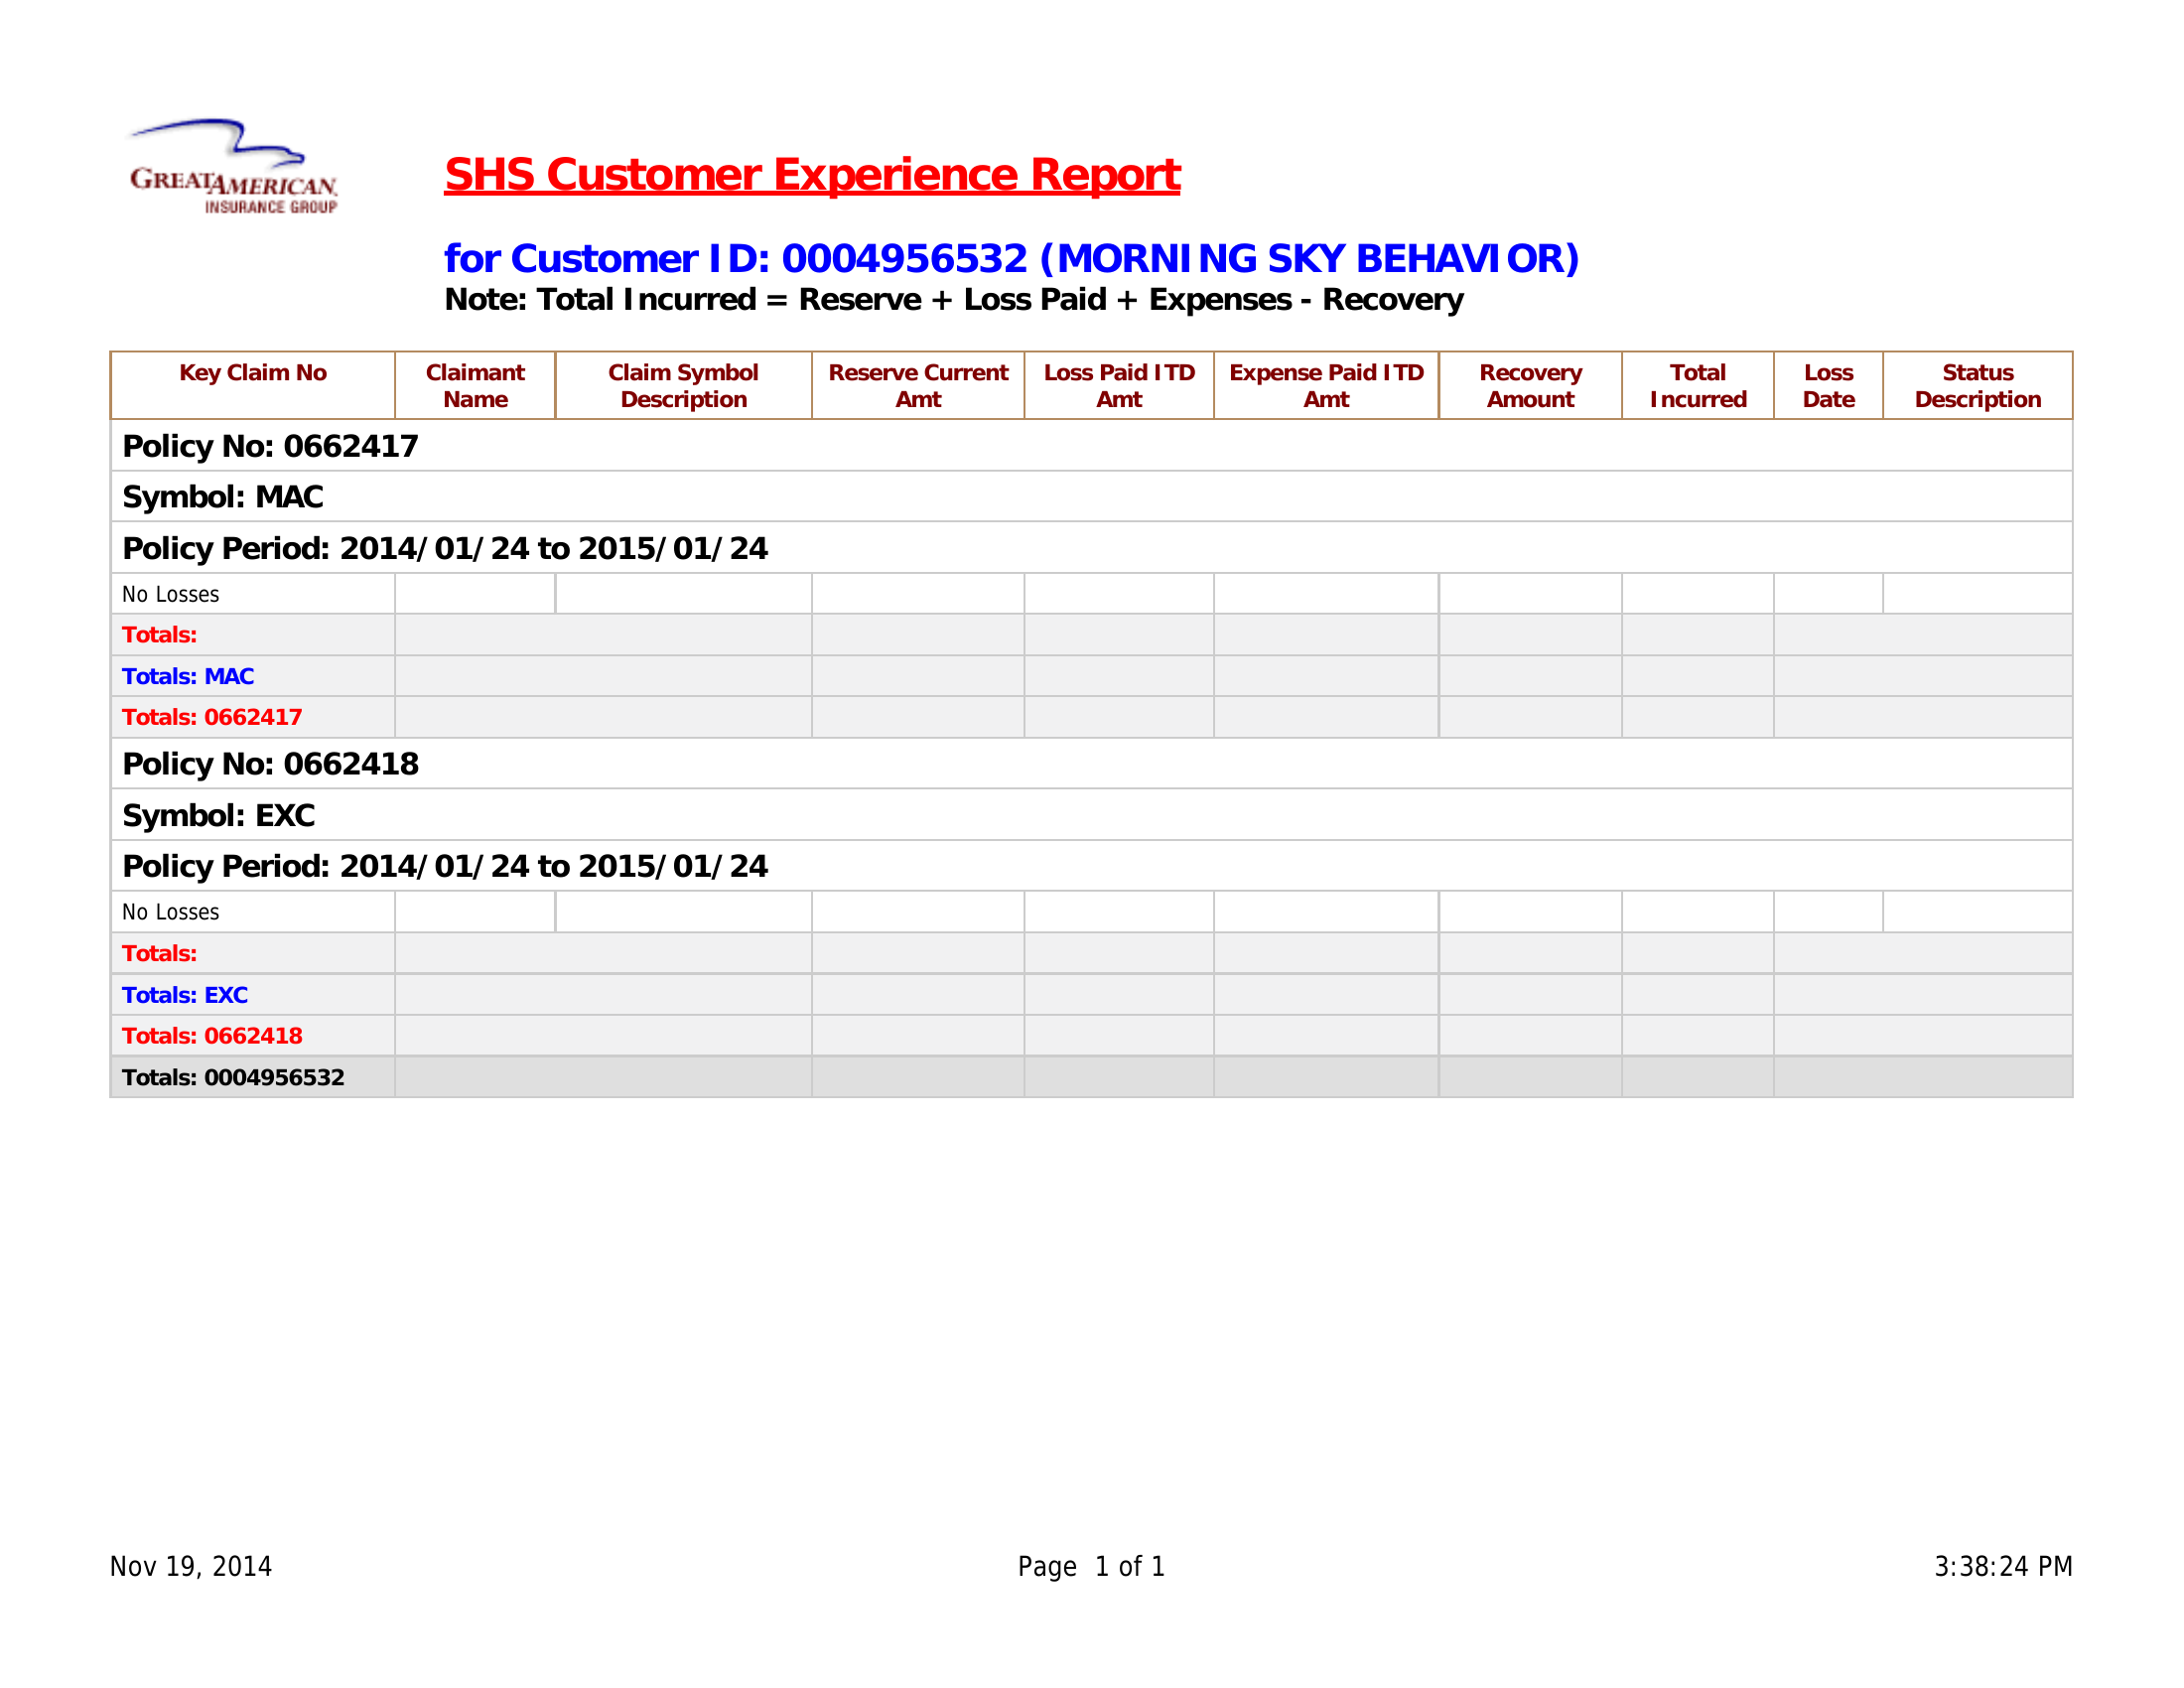 GREATAMERICAN.
INSURANCE GROUP
SHS Customer Experience Report
for Customer ID: 0004956532 (MORNING SKY BEHAVIOR)
Note: Total Incurred = Reserve + Loss Paid + Expenses - Recovery
Key Claim No | Claimant Name | Claim Symbol Description | Reserve Current Amt | Loss Paid ITD Amt | Expense Paid ITD Amt | Recovery Amount | Total Incurred | Loss Date | Status Description
Policy No: 0662417
Symbol: MAC
Policy Period: 2014/01/24 to 2015/01/24
No Losses
Totals:
Totals: MAC
Totals: 0662417
Policy No: 0662418
Symbol: EXC
Policy Period: 2014/01/24 to 2015/01/24
No Losses
Totals:
Totals: EXC
Totals: 0662418
Totals: 0004956532
Nov 19, 2014 Page 1 of 1 3:38:24 PM